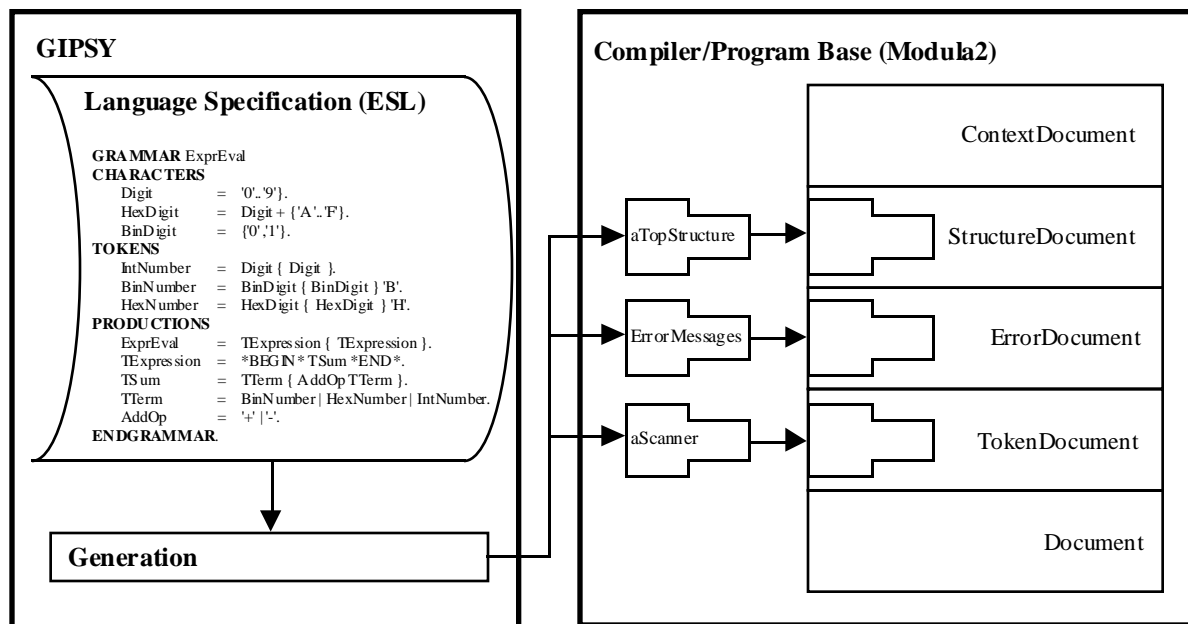 GIPSY
Language Specification (ESL)
GRAMMAR ExprEval
CHARACTERS
Digit = '0'..'9'}.
HexDigit = Digit + {'A'..'F'}.
BinDigit = {'0','1'}.
TOKENS
IntNumber = Digit { Digit }.
BinNumber = BinDigit { BinDigit } 'B'.
HexNumber = HexDigit { HexDigit } 'H'.
PRODUCTIONS
ExprEval = TExpression { TExpression }.
TExpression = *BEGIN* TSum *END*.
TSum = TTerm { AddOp TTerm }.
TTerm = BinNumber | HexNumber | IntNumber.
AddOp = '+' | '-'.
ENDGRAMMAR.
Generation
Compiler/Program Base (Modula2)
ContextDocument
aTopStructure
StructureDocument
ErrorMessages
ErrorDocument
aScanner
TokenDocument
Document